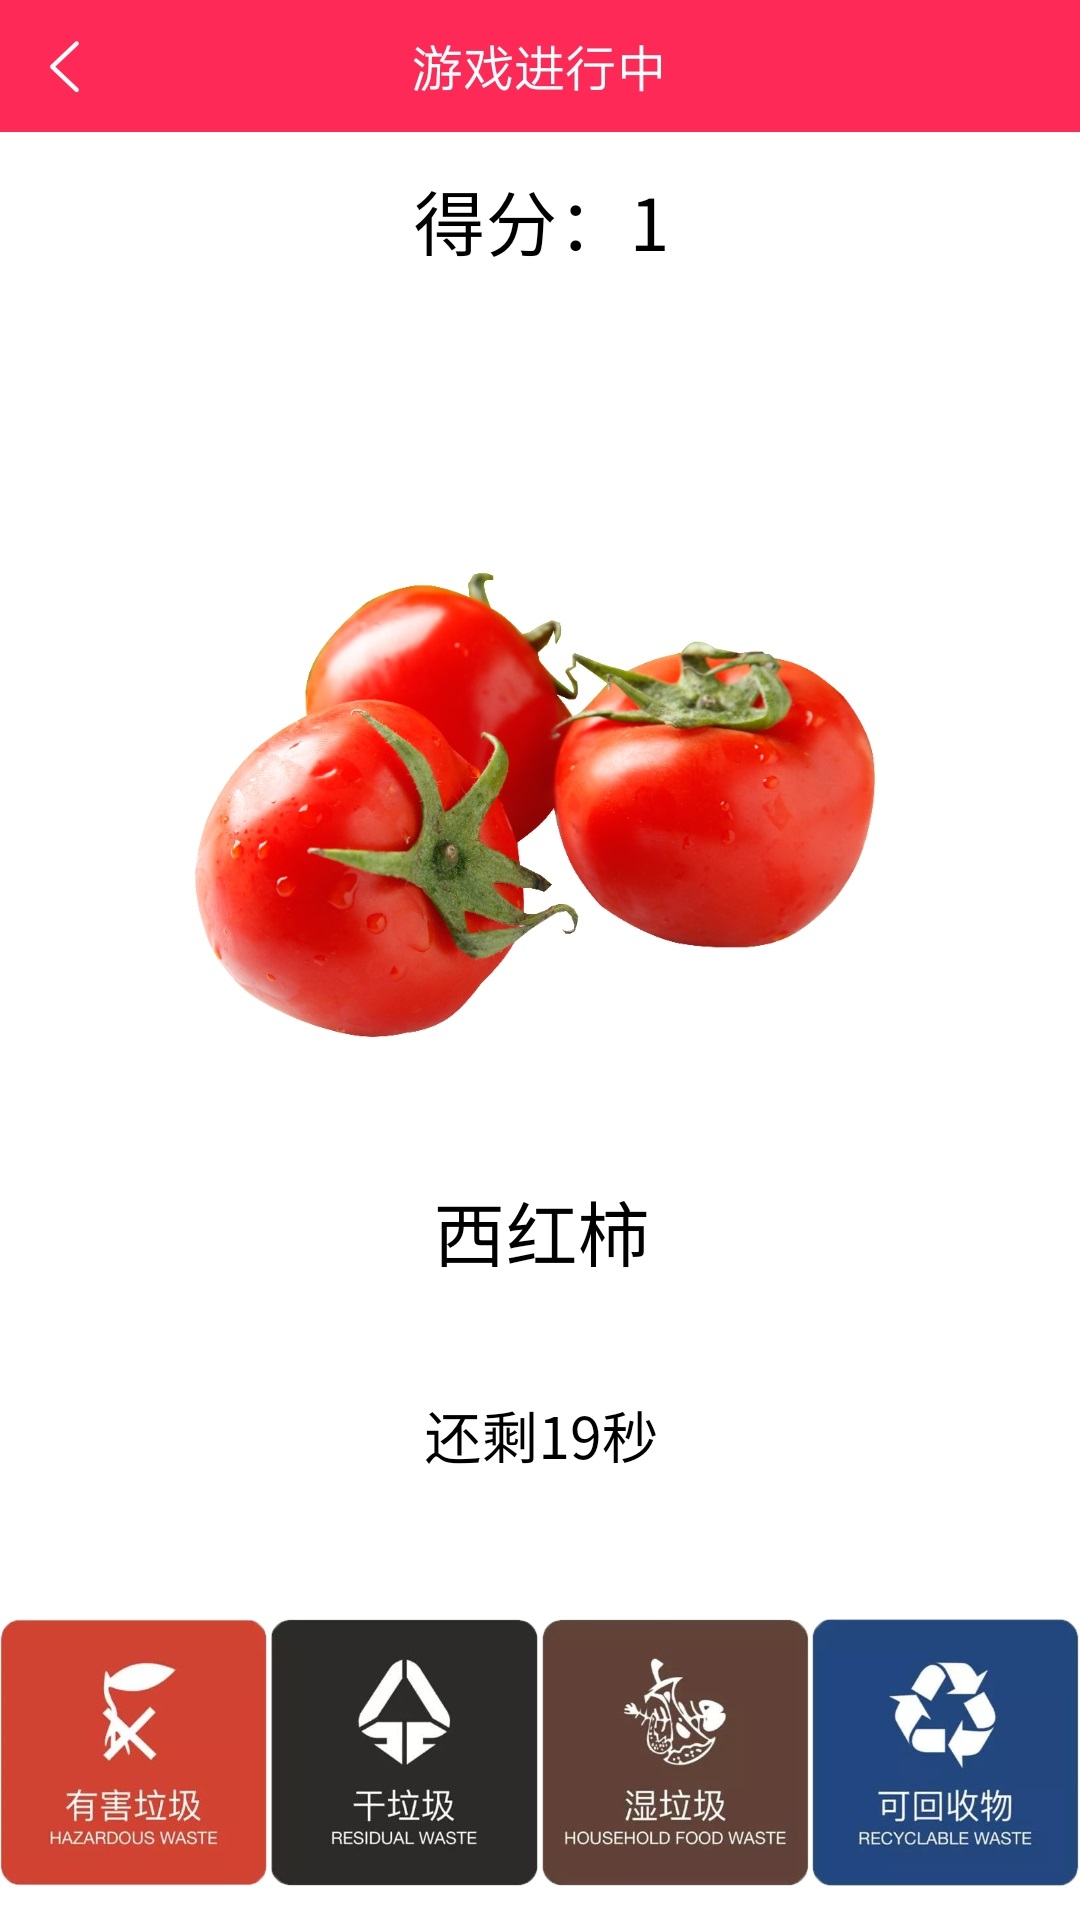 游戏进行中
得分：1
西红柿
还剩19秒
有害垃圾
HAZARDOUS WASTE
干垃圾
RESIDUAL WASTE
湿垃圾
HOUSEHOLD FOOD WASTE
可回收物
RECYCLABLE WASTE